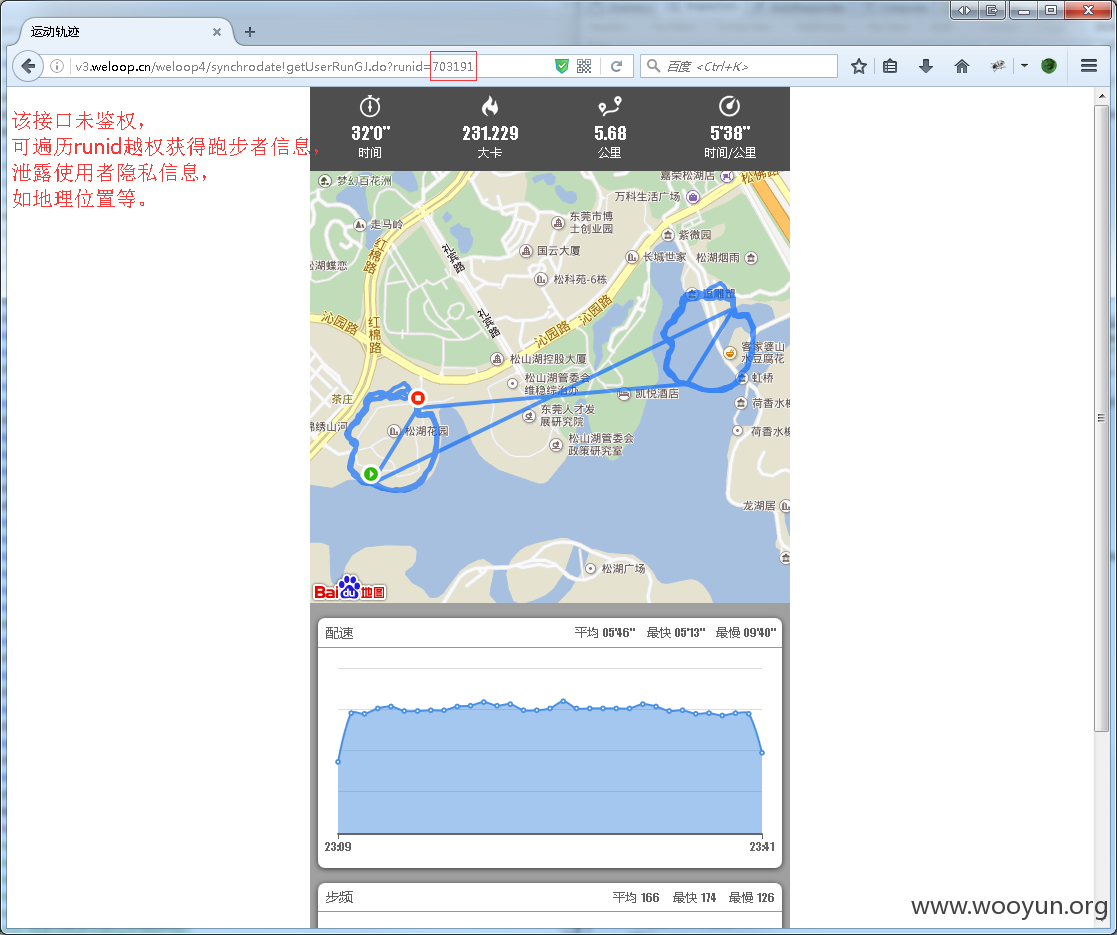 运动轨迹
v3.weloop.cn/weloop4/synchrodate!getUserRunGJ.do?runid=703191
百度 <Ctrl+K>
该接口未鉴权，
可遍历runid越权获得跑步者信息，
泄露使用者隐私信息，
如地理位置等。
32'0" 231.229 5.68 5'38"
时间 大卡 公里 时间/公里
梦幻百花洲
嘉荣松湖店
松佛路
万科生活广场
走马岭
东莞市博
士创业园
紫微园
红棉路
礼宾路
国云大厦
长城世家
松湖烟雨
松湖蝶恋
松科苑-6栋
沁园路
沁园路
沁园路
红棉路
礼宾路
客家婆山
水豆腐花
松山湖控股大厦
虹桥
松山湖管委会
维稳综治办
凯悦酒店
茶庄
东莞人才发
展研究院
荷香水榭
锦绣山河
松湖花园
松山湖管委会
政策研究室
荷香水榭
龙湖居
松湖广场
Bai du 地图
配速 平均 05'46" 最快 05'13" 最慢 09'40"
23:09 23:41
步频 平均 166 最快 174 最慢 126
www.wooyun.org